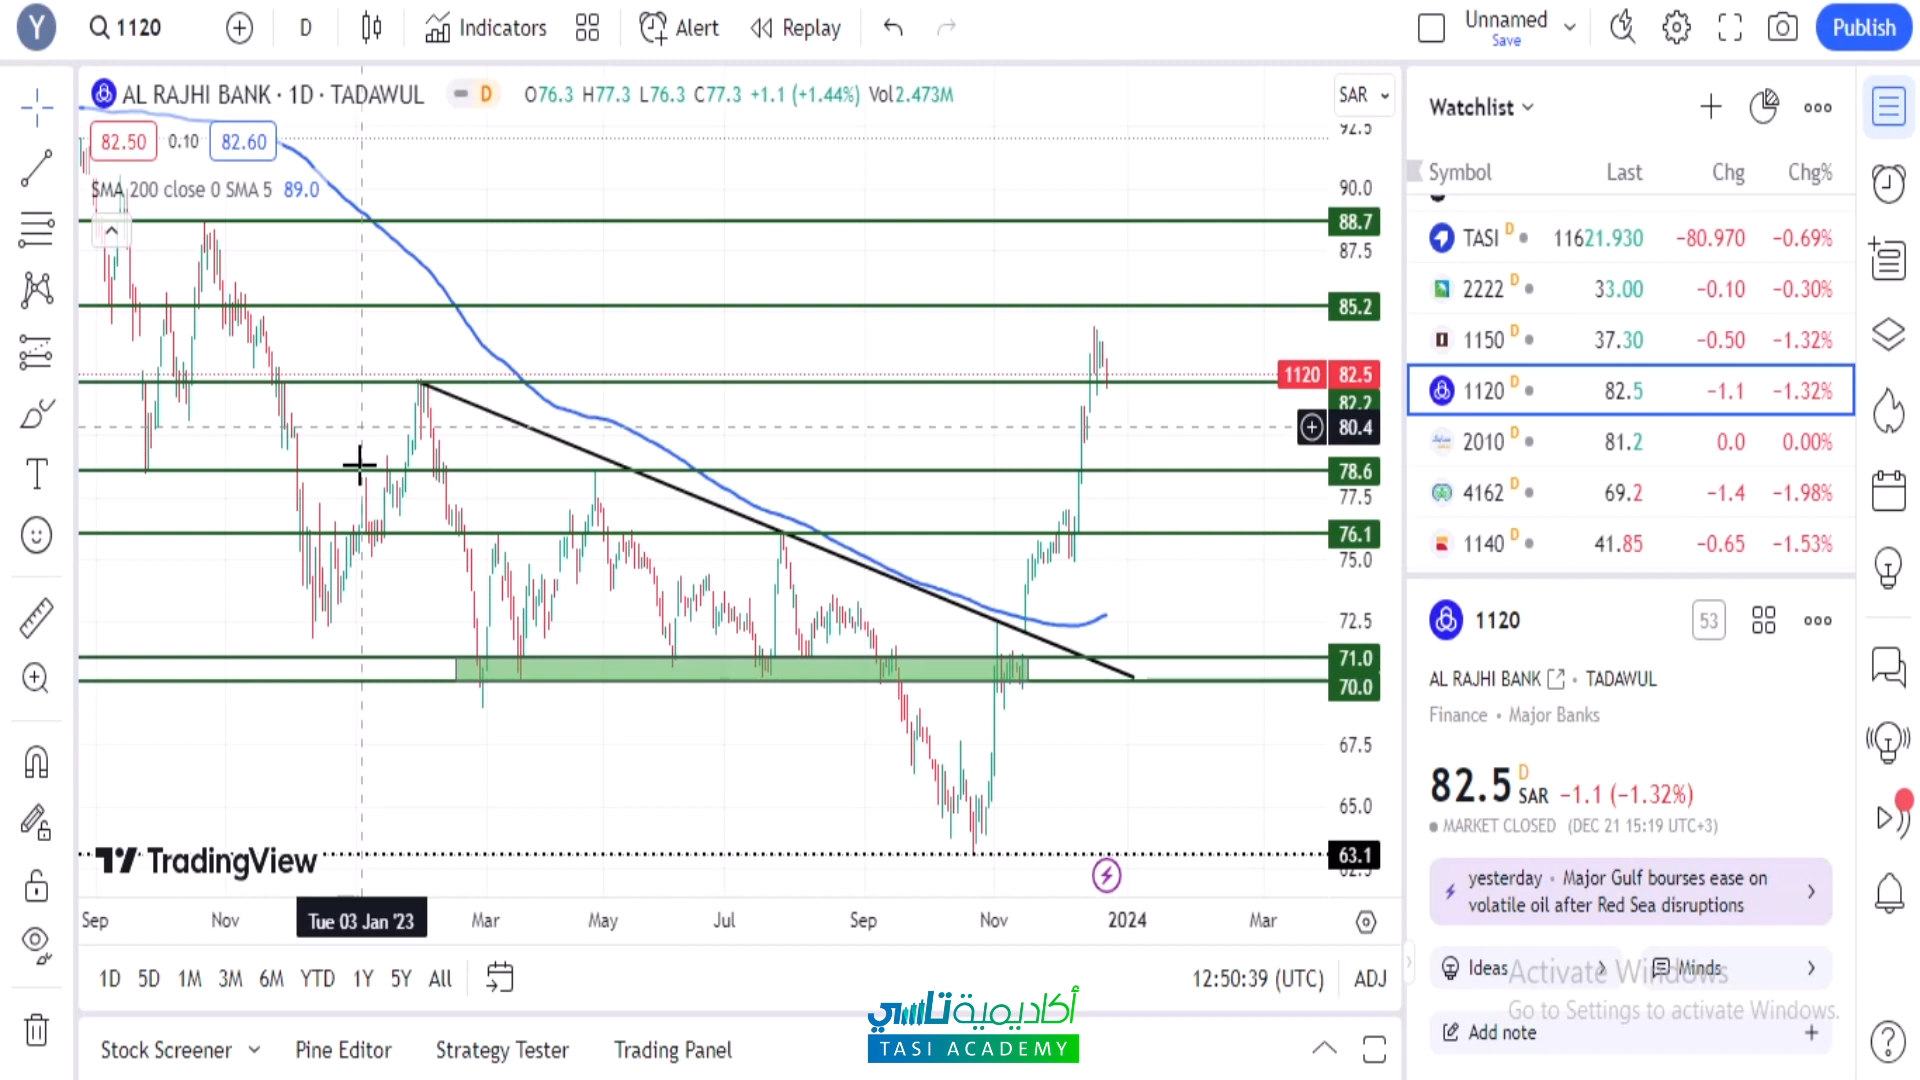 Y
1120
D
Indicators
Alert
Replay
Unnamed
Save
Publish
AL RAJHI BANK · 1D · TADAWUL
D
O76.3 H77.3 L76.3 C77.3 +1.1 (+1.44%) Vol2.473M
SAR
82.50 0.10 82.60
SMA 200 close 0 SMA 5 89.0
92.5
90.0
88.7
87.5
85.2
1120 82.5
82.2
80.4
78.6
77.5
76.1
75.0
72.5
71.0
70.0
67.5
65.0
63.1
62.5
TradingView
Sep
Nov
Tue 03 Jan '23
Mar
May
Jul
Sep
Nov
2024
Mar
1D 5D 1M 3M 6M YTD 1Y 5Y All
12:50:39 (UTC)
ADJ
Stock Screener
Pine Editor
Strategy Tester
Trading Panel
أكاديمية تاسي
TASI ACADEMY
Watchlist
Symbol Last Chg Chg%
TASI D 11621.930 −80.970 −0.69%
2222 D 33.00 −0.10 −0.30%
1150 D 37.30 −0.50 −1.32%
1120 D 82.5 −1.1 −1.32%
2010 D 81.2 0.0 0.00%
4162 D 69.2 −1.4 −1.98%
1140 D 41.85 −0.65 −1.53%
1120
53
AL RAJHI BANK · TADAWUL
Finance • Major Banks
82.5 D SAR −1.1 (−1.32%)
MARKET CLOSED (DEC 21 15:19 UTC+3)
yesterday · Major Gulf bourses ease on
volatile oil after Red Sea disruptions
Ideas
Minds
Activate Windows
Go to Settings to activate Windows.
Add note